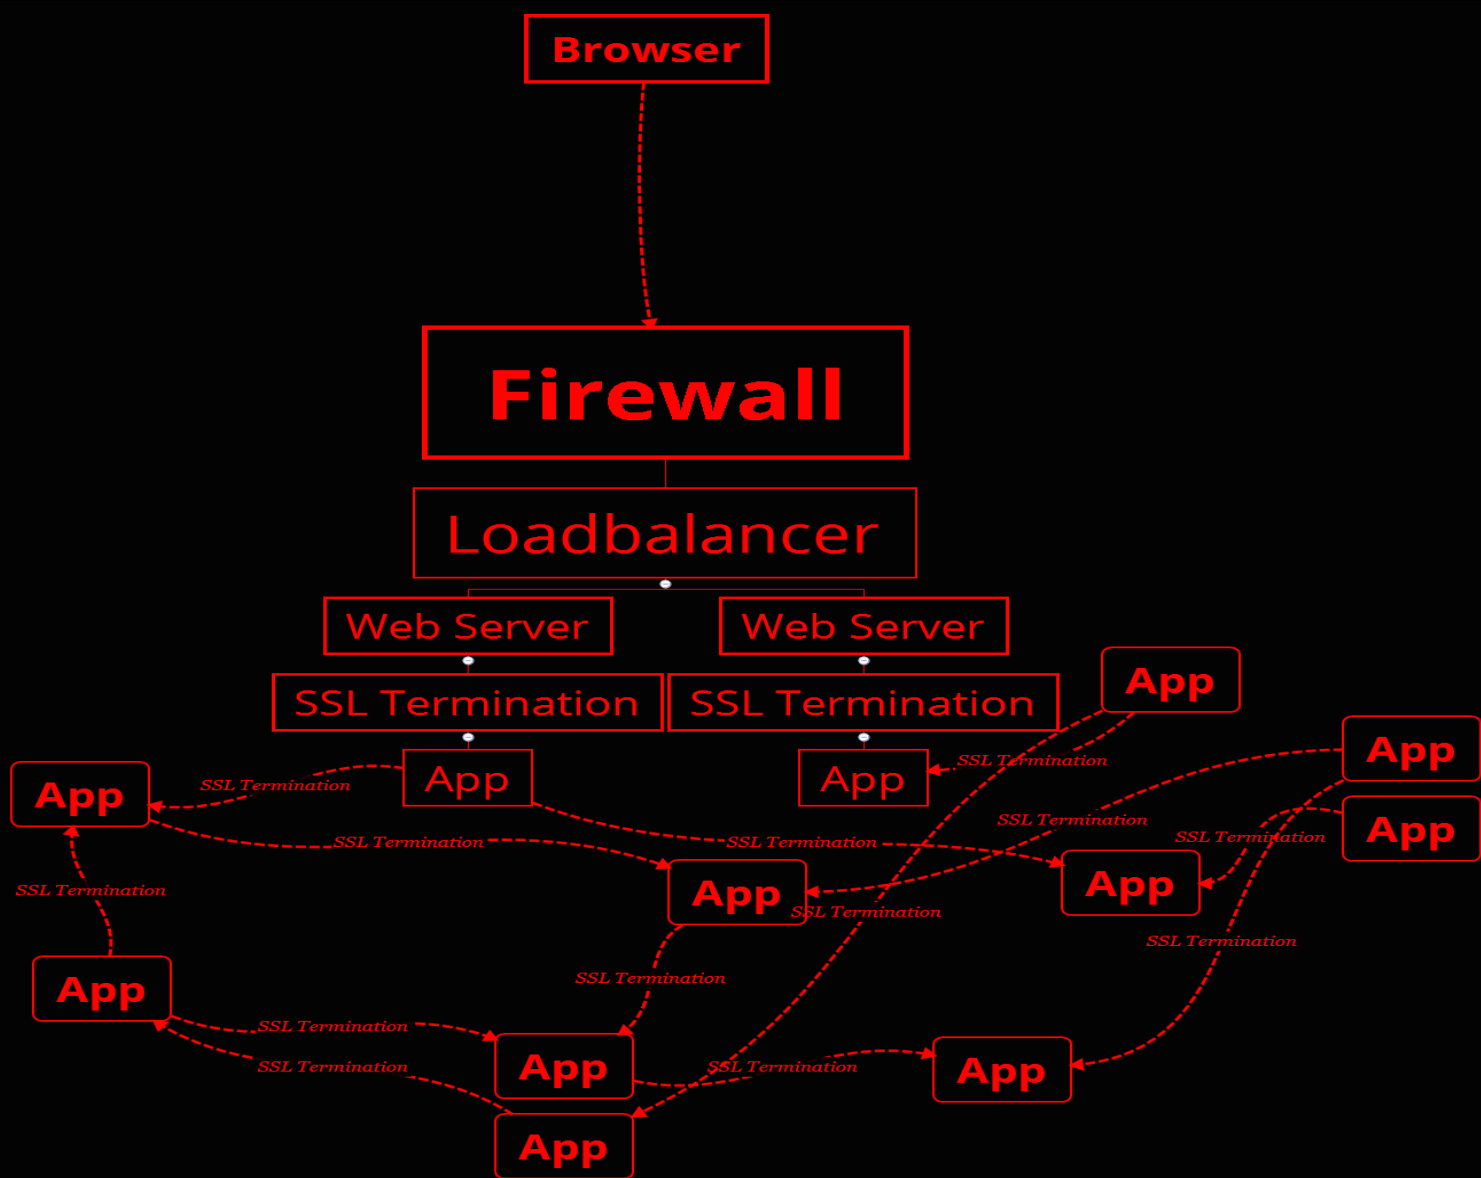 Browser
Firewall
Loadbalancer
Web Server
Web Server
SSL Termination
SSL Termination
App
App
App
App
App
App
SSL Termination
SSL Termination
SSL Termination
SSL Termination
SSL Termination
SSL Termination
App
App
SSL Termination
SSL Termination
SSL Termination
SSL Termination
App
SSL Termination
App
App
SSL Termination
SSL Termination
App